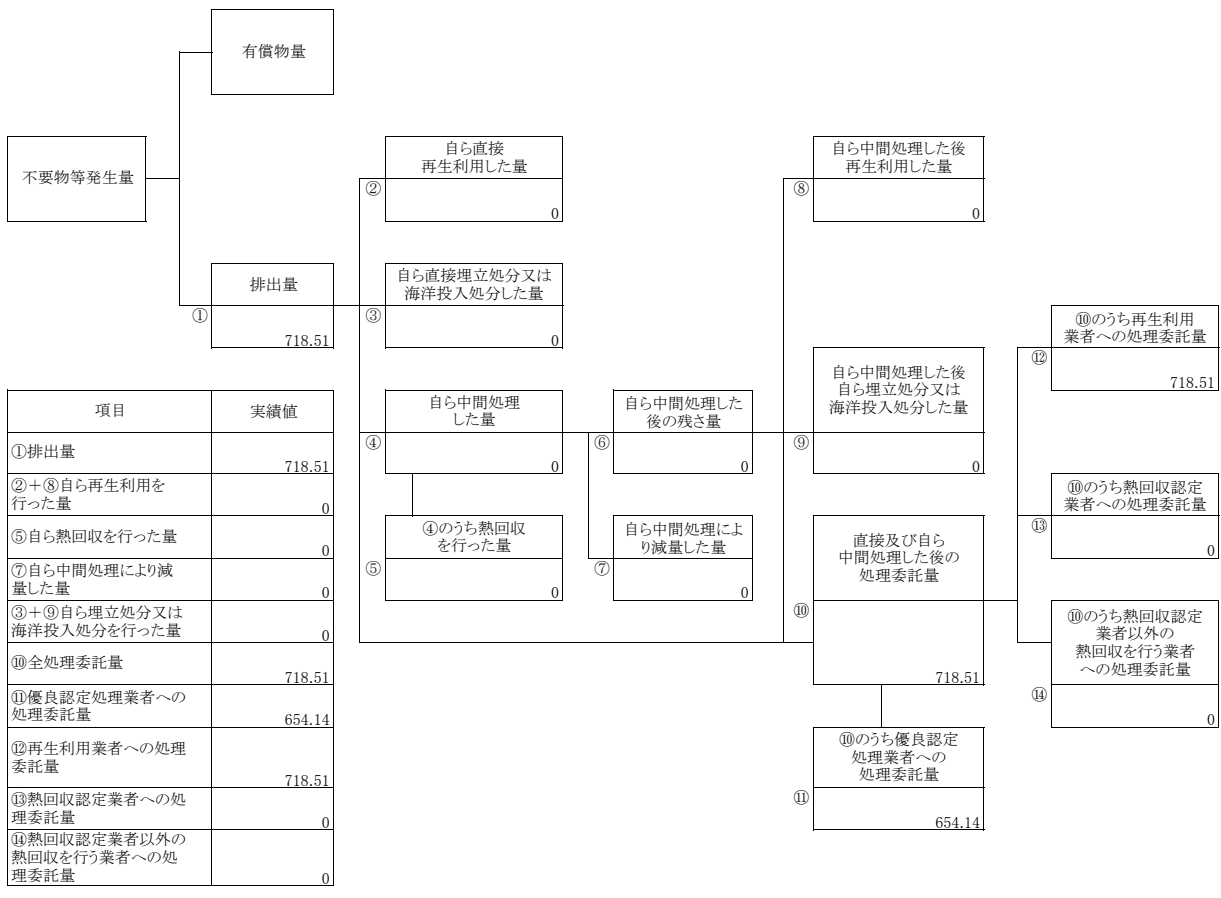 有償物量
不要物等発生量
排出量
①
718.51
自ら直接
再生利用した量
②
0
自ら直接埋立処分又は
海洋投入処分した量
③
0
自ら中間処理
した量
④
0
④のうち熱回収
を行った量
⑤
0
自ら中間処理した
後の残さ量
⑥
0
自ら中間処理によ
り減量した量
⑦
0
自ら中間処理した後
再生利用した量
⑧
0
自ら中間処理した後
自ら埋立処分又は
海洋投入処分した量
⑨
0
直接及び自ら
中間処理した後の
処理委託量
⑩
718.51
⑩のうち優良認定
処理業者への
処理委託量
⑪
654.14
⑩のうち再生利用
業者への処理委託量
⑫
718.51
⑩のうち熱回収認定
業者への処理委託量
⑬
0
⑩のうち熱回収認定
業者以外の
熱回収を行う業者
への処理委託量
⑭
0
項目 実績値
①排出量
718.51
②+⑧自ら再生利用を
行った量
0
⑤自ら熱回収を行った量
0
⑦自ら中間処理により減
量した量
0
③+⑨自ら埋立処分又は
海洋投入処分を行った量
0
⑩全処理委託量
718.51
⑪優良認定処理業者への
処理委託量
654.14
⑫再生利用業者への処理
委託量
718.51
⑬熱回収認定業者への処
理委託量
0
⑭熱回収認定業者以外の
熱回収を行う業者への処
理委託量
0